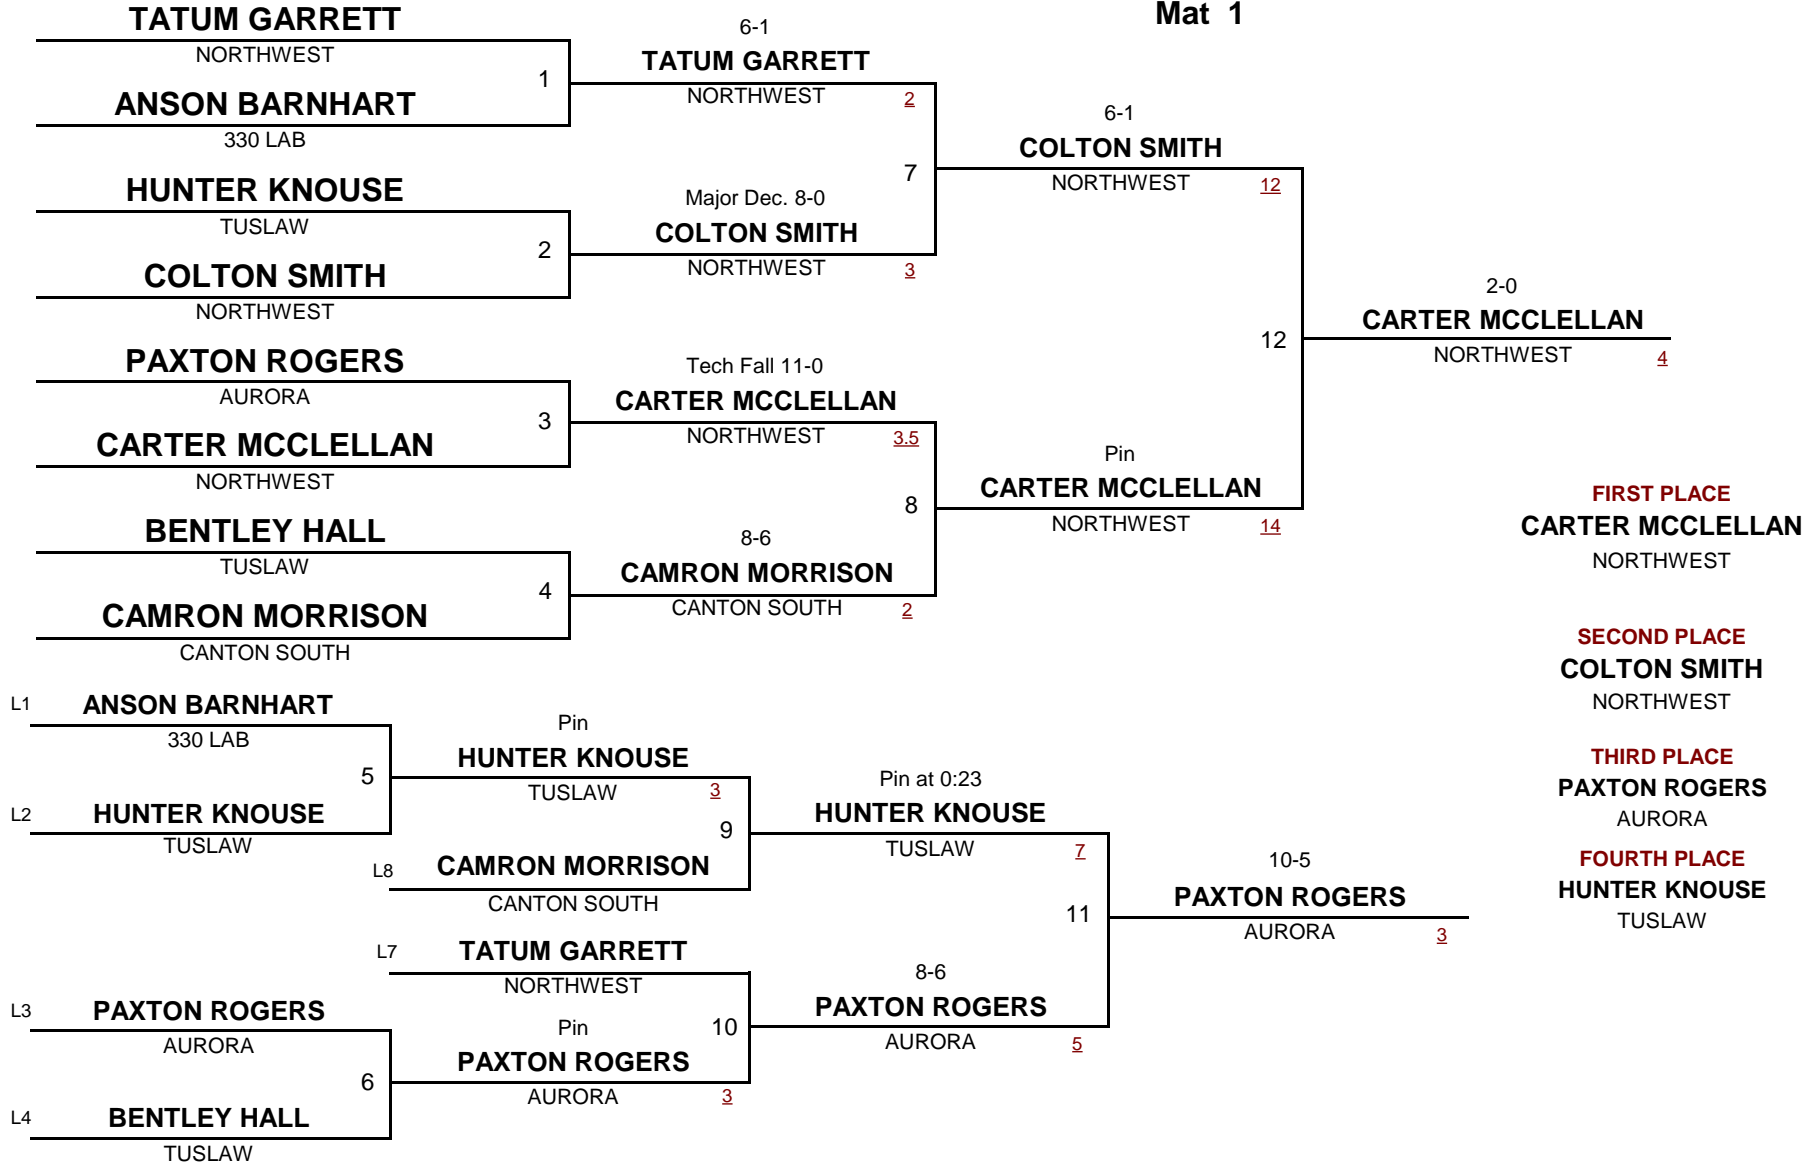 Mat 1
TATUM GARRETT
NORTHWEST
1
ANSON BARNHART
330 LAB
HUNTER KNOUSE
TUSLAW
2
COLTON SMITH
NORTHWEST
PAXTON ROGERS
AURORA
3
CARTER MCCLELLAN
NORTHWEST
BENTLEY HALL
TUSLAW
4
CAMRON MORRISON
CANTON SOUTH
6-1
TATUM GARRETT
NORTHWEST 2
7
Major Dec. 8-0
COLTON SMITH
NORTHWEST 3
Tech Fall 11-0
CARTER MCCLELLAN
NORTHWEST 3.5
8
8-6
CAMRON MORRISON
CANTON SOUTH 2
6-1
COLTON SMITH
NORTHWEST 12
12
Pin
CARTER MCCLELLAN
NORTHWEST 14
2-0
CARTER MCCLELLAN
NORTHWEST 4
FIRST PLACE
CARTER MCCLELLAN
NORTHWEST
SECOND PLACE
COLTON SMITH
NORTHWEST
THIRD PLACE
PAXTON ROGERS
AURORA
FOURTH PLACE
HUNTER KNOUSE
TUSLAW
L1 ANSON BARNHART
330 LAB
5
L2 HUNTER KNOUSE
TUSLAW
L3 PAXTON ROGERS
AURORA
6
L4 BENTLEY HALL
TUSLAW
Pin
HUNTER KNOUSE
TUSLAW 3
9
L8 CAMRON MORRISON
CANTON SOUTH
L7 TATUM GARRETT
NORTHWEST
10
Pin
PAXTON ROGERS
AURORA 3
Pin at 0:23
HUNTER KNOUSE
TUSLAW 7
11
8-6
PAXTON ROGERS
AURORA 5
10-5
PAXTON ROGERS
AURORA 3